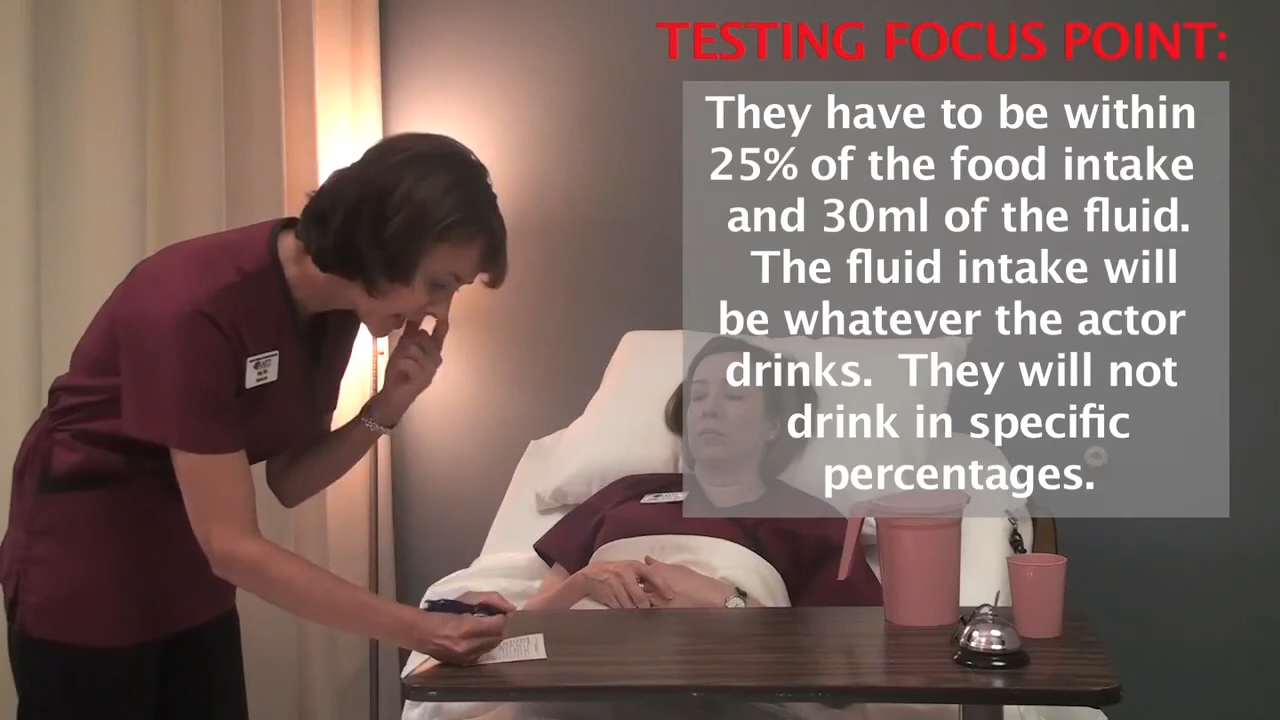 TESTING FOCUS POINT:
They have to be within
25% of the food intake
and 30ml of the fluid.
The fluid intake will
be whatever the actor
drinks.  They will not
drink in specific
percentages.